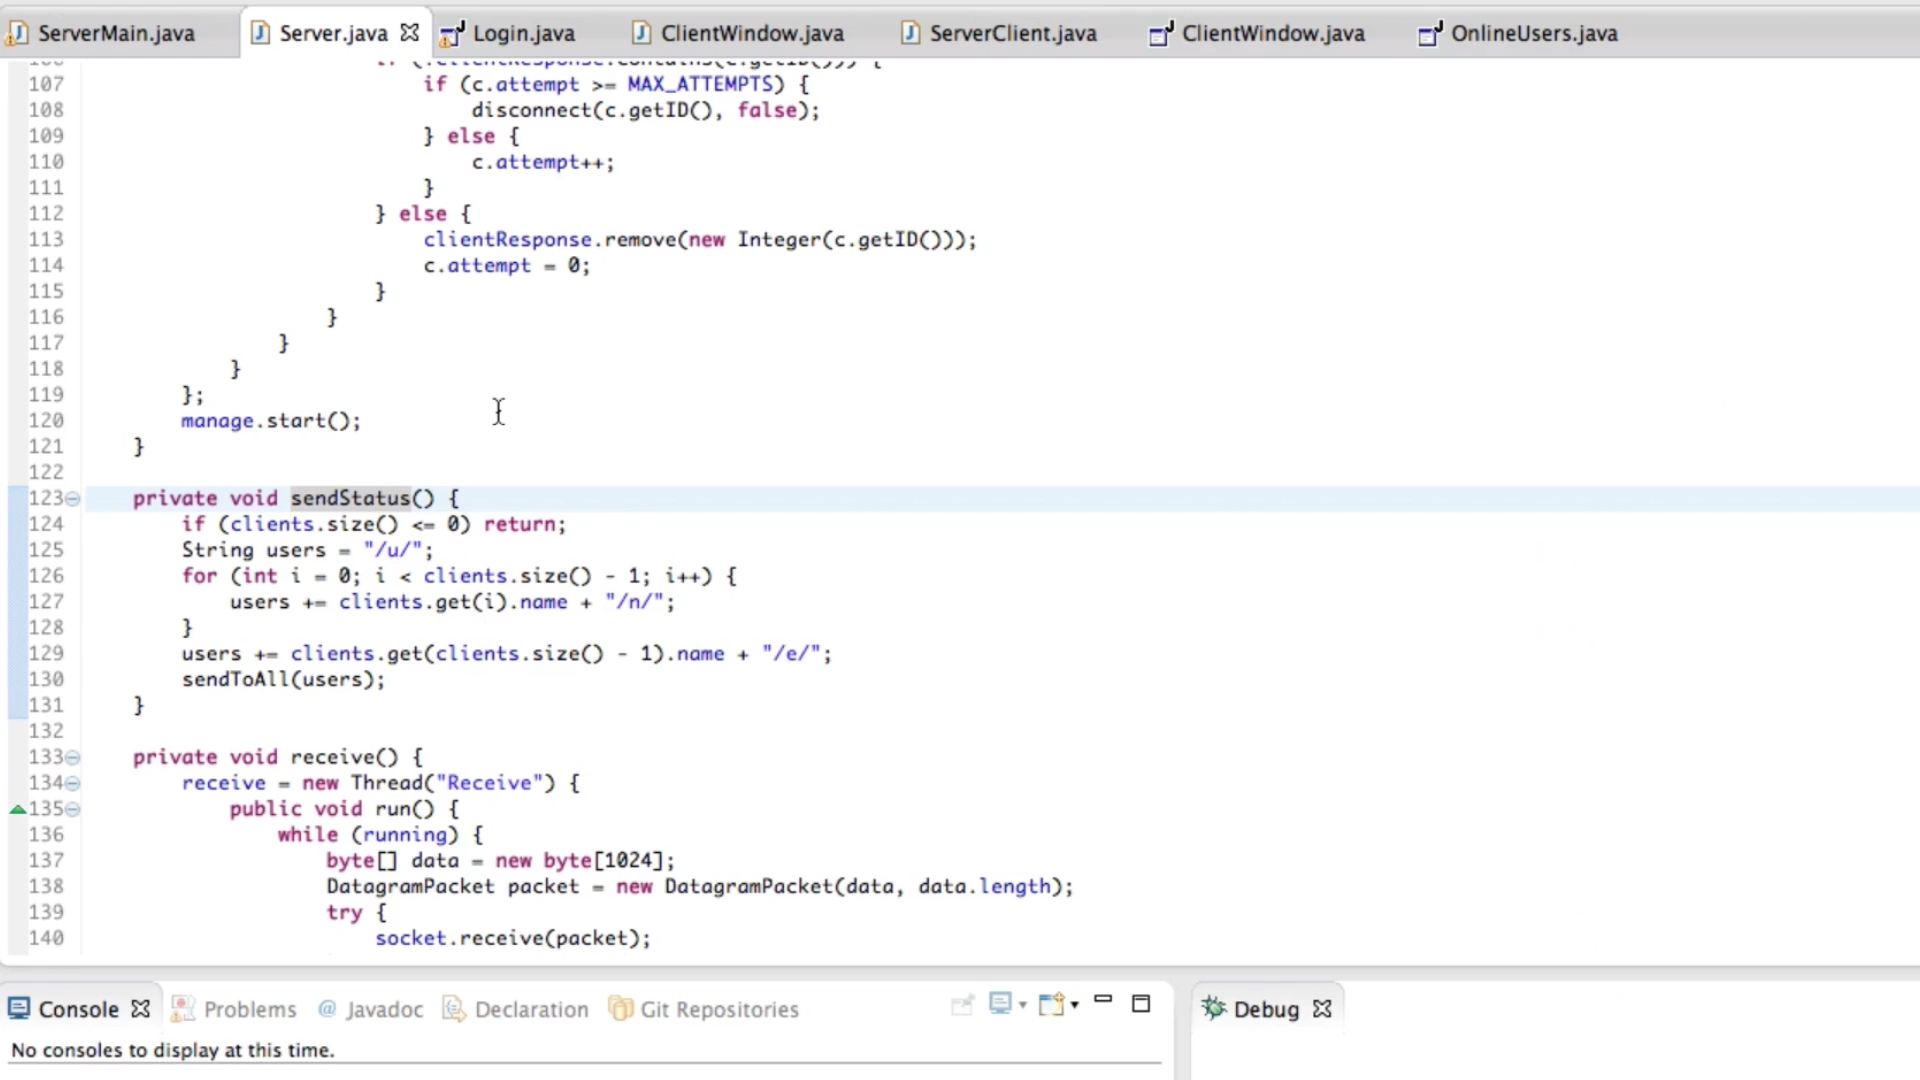 ServerMain.java Server.java Login.java ClientWindow.java ServerClient.java ClientWindow.java OnlineUsers.java
107 if (c.attempt >= MAX_ATTEMPTS) {
108 disconnect(c.getID(), false);
109 } else {
110 c.attempt++;
111 }
112 } else {
113 clientResponse.remove(new Integer(c.getID()));
114 c.attempt = 0;
115 }
116 }
117 }
118 }
119 };
120 manage.start();
121 }
122
123 private void sendStatus() {
124 if (clients.size() <= 0) return;
125 String users = "/u/";
126 for (int i = 0; i < clients.size() - 1; i++) {
127 users += clients.get(i).name + "/n/";
128 }
129 users += clients.get(clients.size() - 1).name + "/e/";
130 sendToAll(users);
131 }
132
133 private void receive() {
134 receive = new Thread("Receive") {
135 public void run() {
136 while (running) {
137 byte[] data = new byte[1024];
138 DatagramPacket packet = new DatagramPacket(data, data.length);
139 try {
140 socket.receive(packet);
Console Problems @ Javadoc Declaration Git Repositories Debug
No consoles to display at this time.